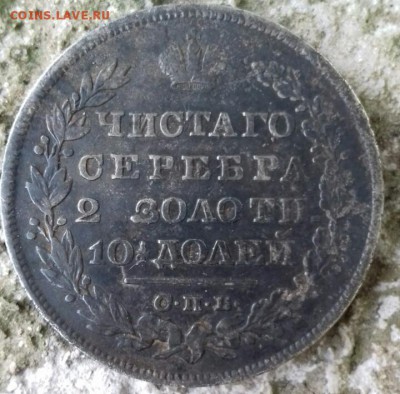 COINS.LAVE.RU
ЧИСТАГО
СЕРЕБРА
2 ЗОЛОТН
10½ ДОЛЕЙ
С.П.Б.